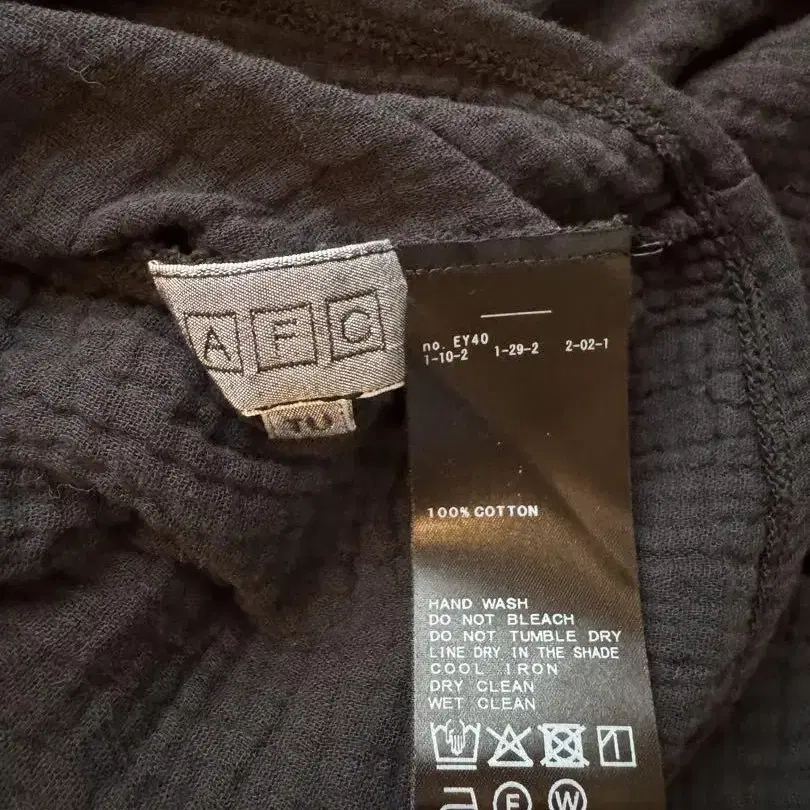 A F C
TU
no. EY40
1-10-2 1-29-2 2-02-1
100% COTTON
HAND WASH
DO NOT BLEACH
DO NOT TUMBLE DRY
LINE DRY IN THE SHADE
COOL IRON
DRY CLEAN
WET CLEAN
F W